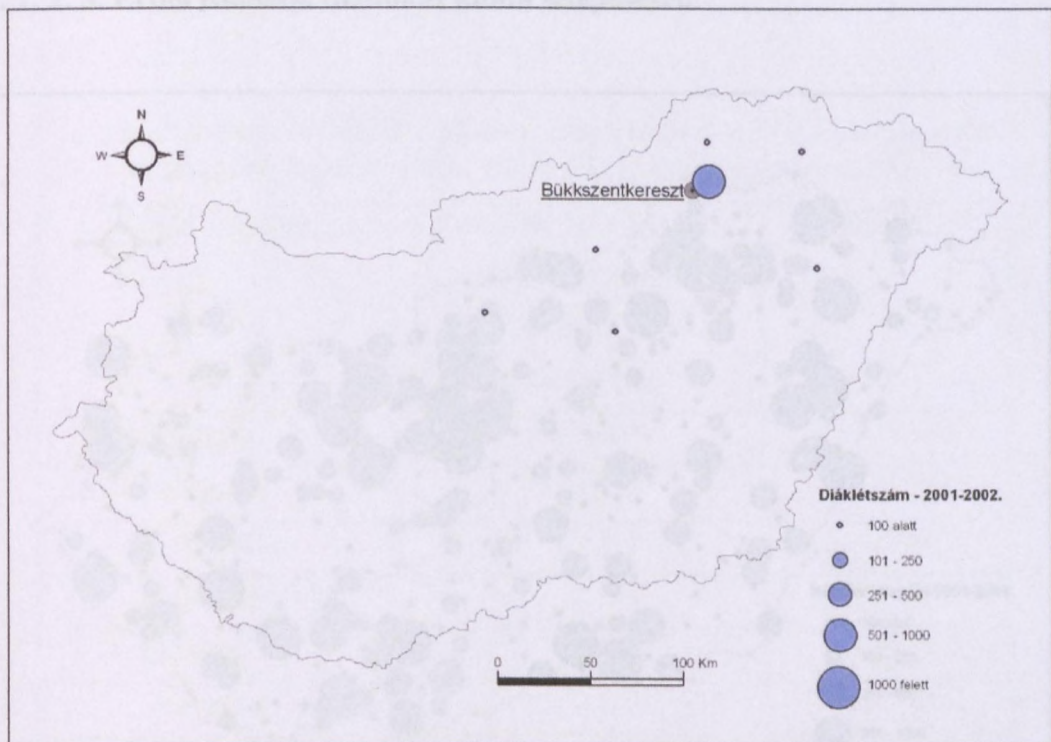 N
W E
S
Bükkszentkereszt
Diáklétszám - 2001-2002.
100 alatt
101 - 250
251 - 500
501 - 1000
1000 felett
0 50 100 Km